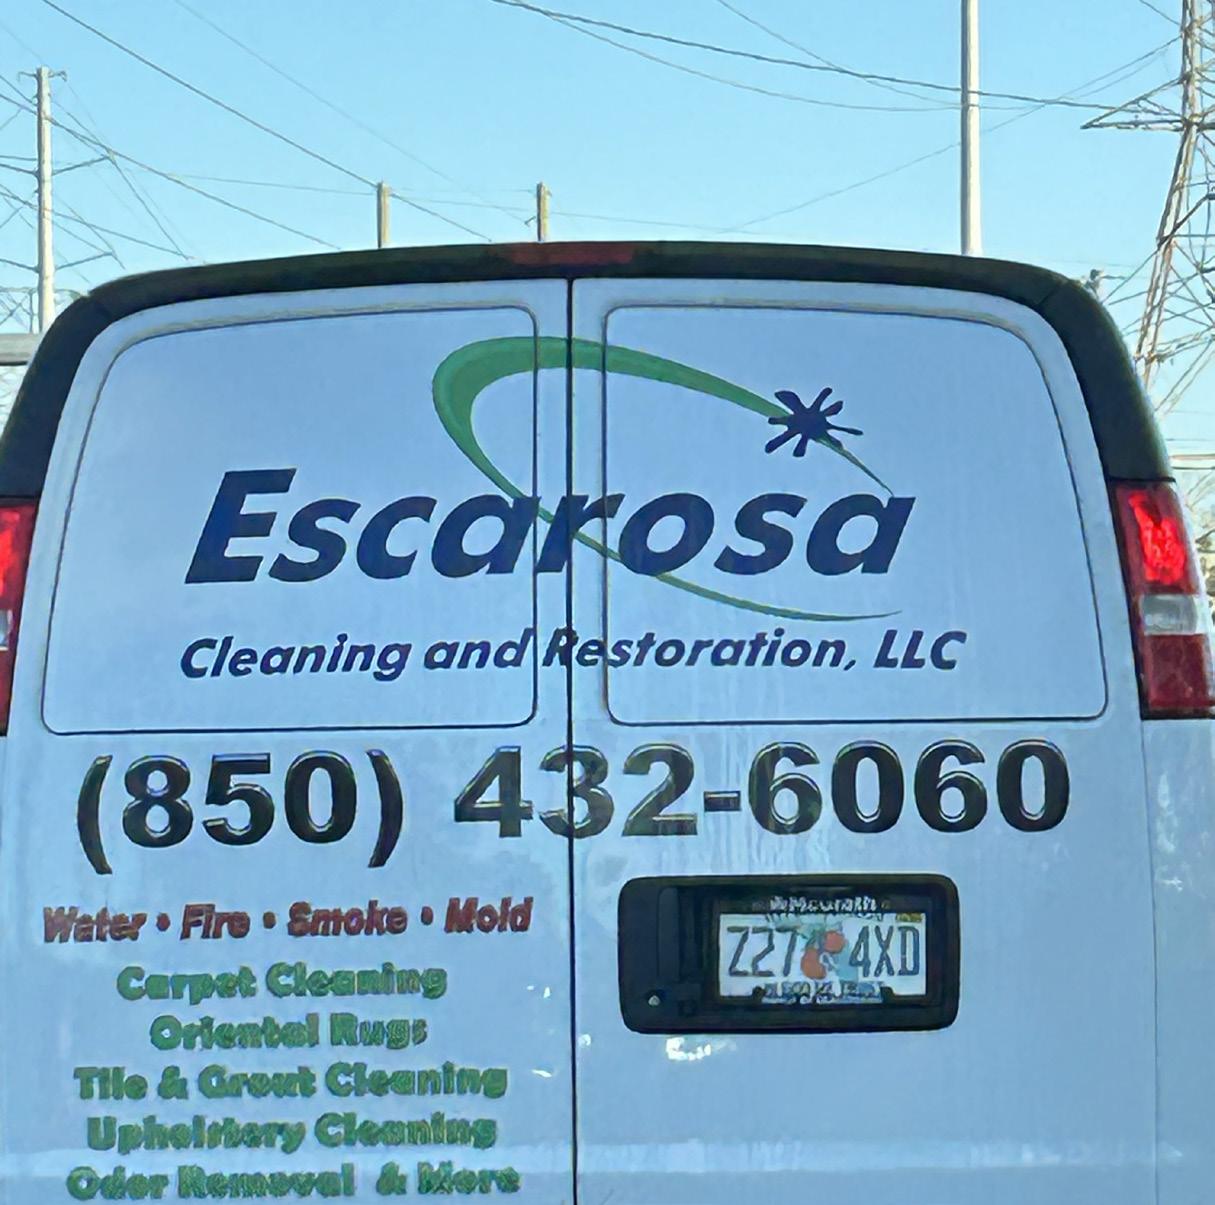 Escarosa
Cleaning and Restoration, LLC
(850) 432-6060
Water • Fire • Smoke • Mold
Carpet Cleaning
Oriental Rugs
Tile & Grout Cleaning
Upholstery Cleaning
Odor Removal & More
McGrath
Z27 4XD